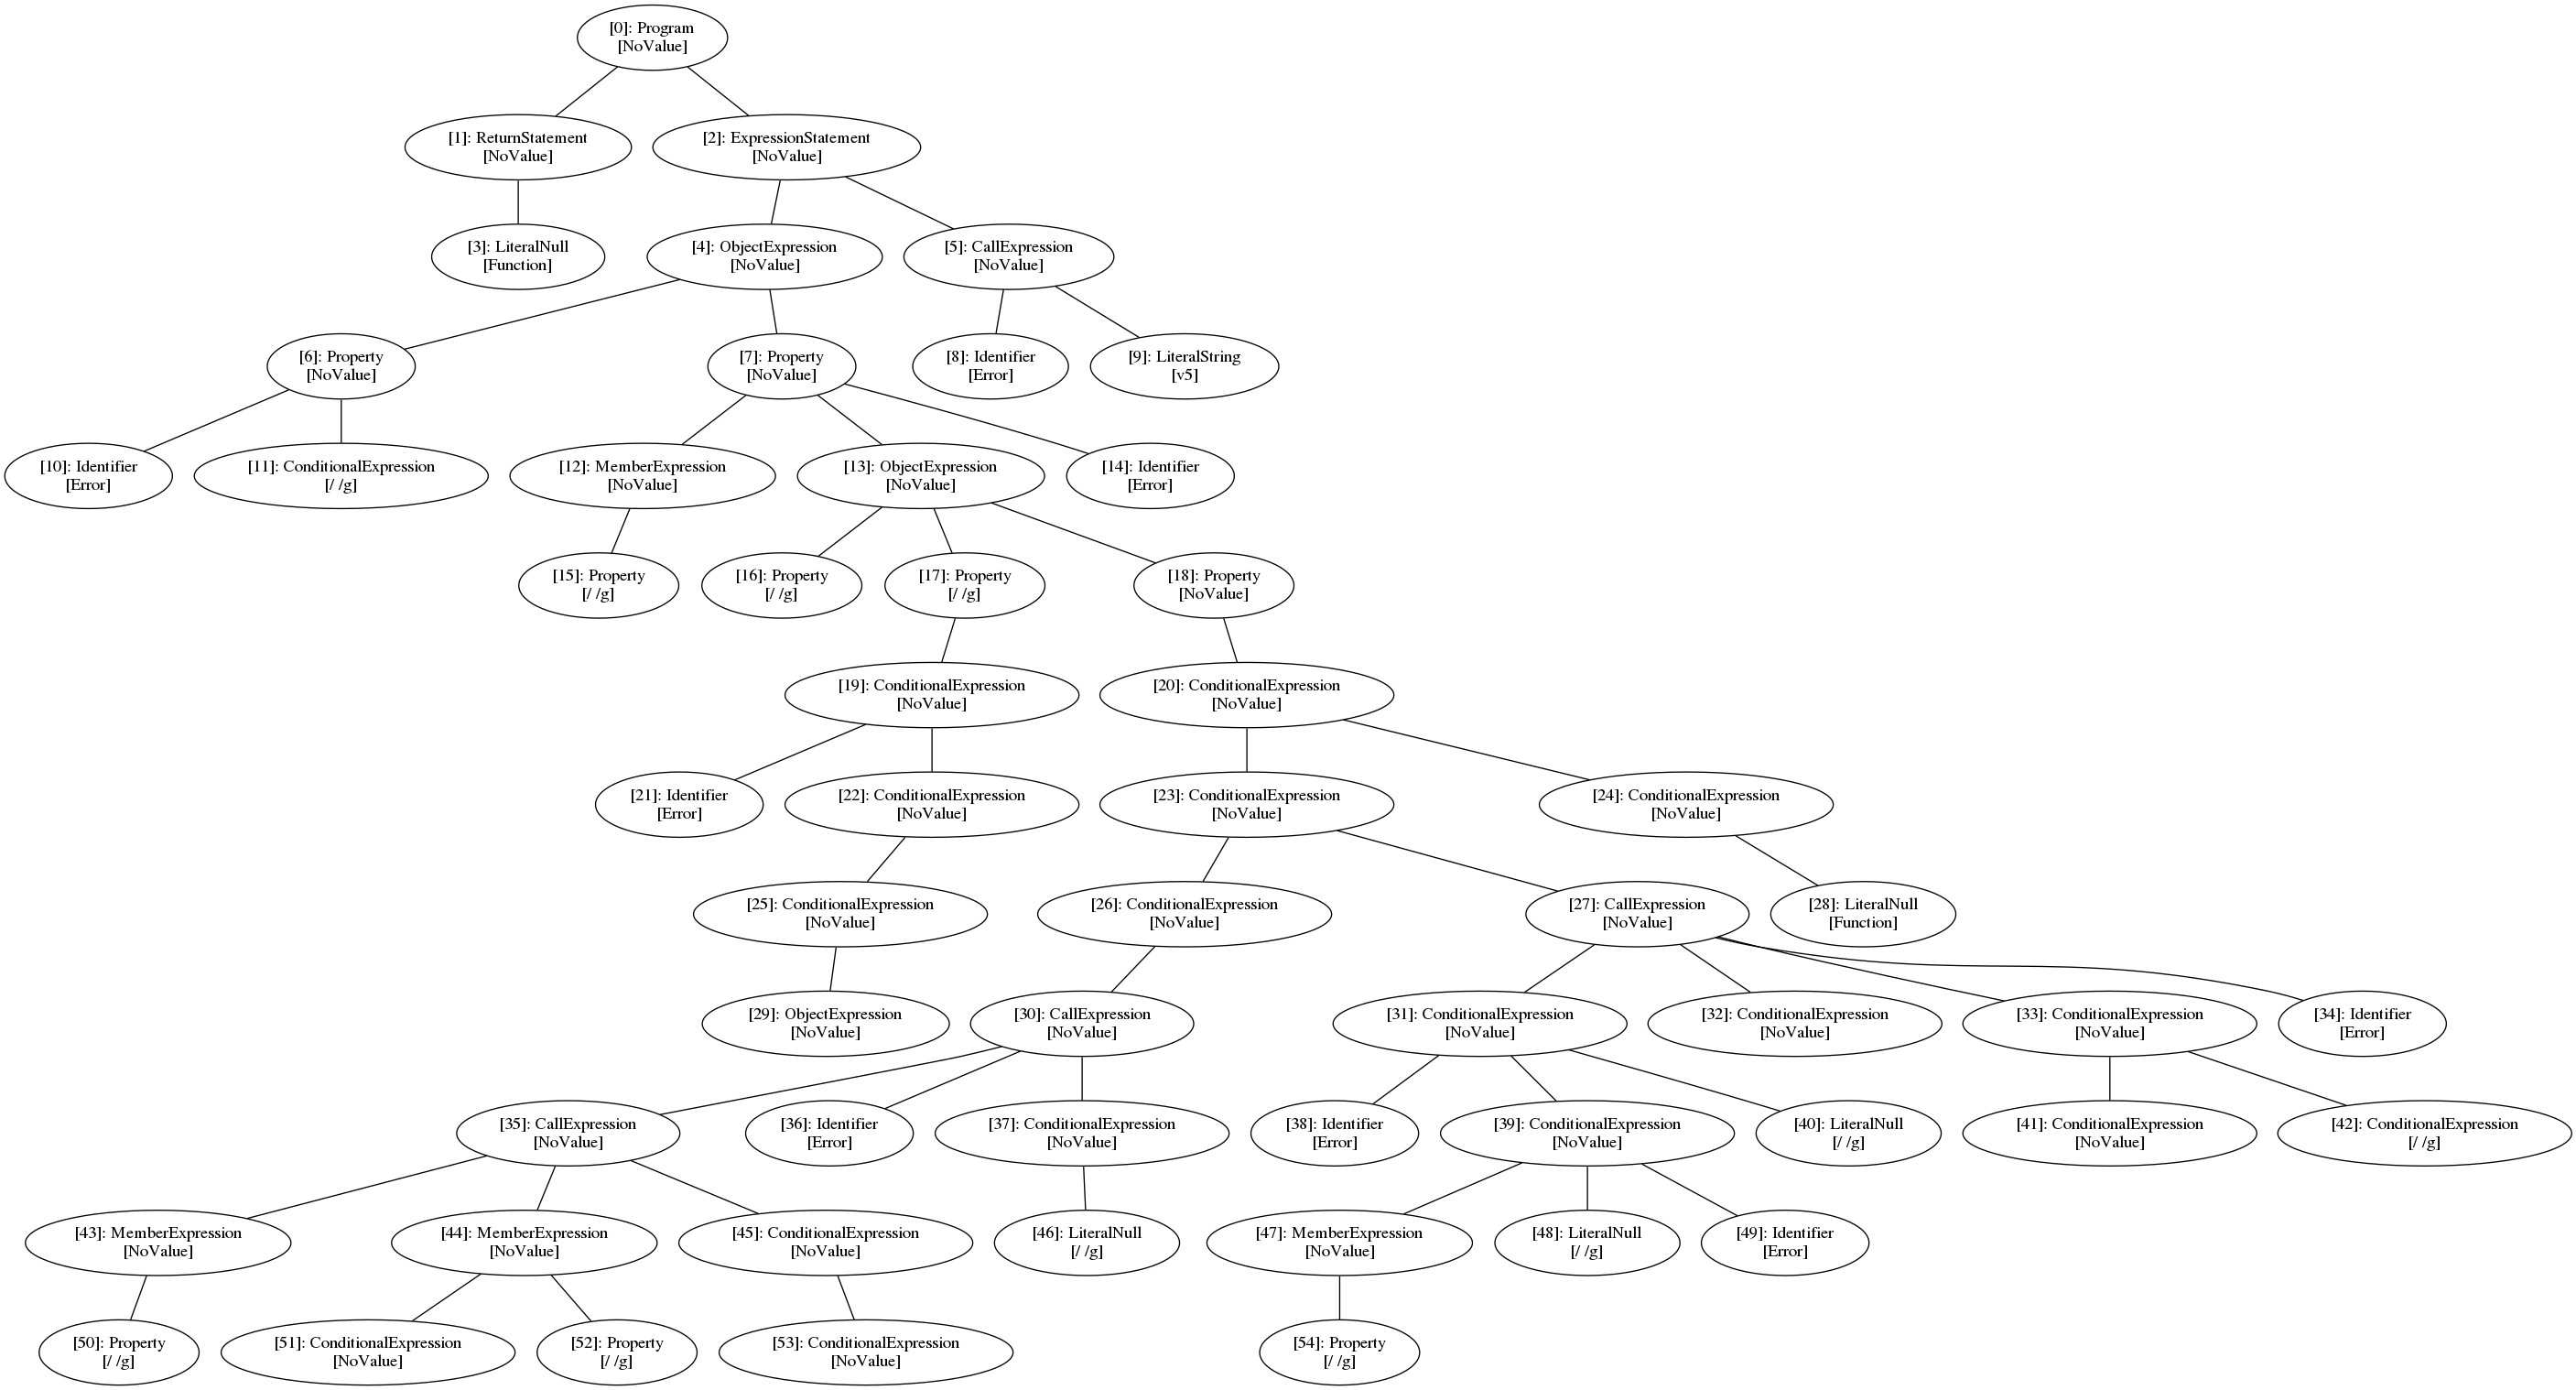 [0]: Program
[NoValue]
[1]: ReturnStatement
[NoValue]
[2]: ExpressionStatement
[NoValue]
[3]: LiteralNull
[Function]
[4]: ObjectExpression
[NoValue]
[5]: CallExpression
[NoValue]
[6]: Property
[NoValue]
[7]: Property
[NoValue]
[8]: Identifier
[Error]
[9]: LiteralString
[v5]
[10]: Identifier
[Error]
[11]: ConditionalExpression
[/ /g]
[12]: MemberExpression
[NoValue]
[13]: ObjectExpression
[NoValue]
[14]: Identifier
[Error]
[15]: Property
[/ /g]
[16]: Property
[/ /g]
[17]: Property
[/ /g]
[18]: Property
[NoValue]
[19]: ConditionalExpression
[NoValue]
[20]: ConditionalExpression
[NoValue]
[21]: Identifier
[Error]
[22]: ConditionalExpression
[NoValue]
[23]: ConditionalExpression
[NoValue]
[24]: ConditionalExpression
[NoValue]
[25]: ConditionalExpression
[NoValue]
[26]: ConditionalExpression
[NoValue]
[27]: CallExpression
[NoValue]
[28]: LiteralNull
[Function]
[29]: ObjectExpression
[NoValue]
[30]: CallExpression
[NoValue]
[31]: ConditionalExpression
[NoValue]
[32]: ConditionalExpression
[NoValue]
[33]: ConditionalExpression
[NoValue]
[34]: Identifier
[Error]
[35]: CallExpression
[NoValue]
[36]: Identifier
[Error]
[37]: ConditionalExpression
[NoValue]
[38]: Identifier
[Error]
[39]: ConditionalExpression
[NoValue]
[40]: LiteralNull
[/ /g]
[41]: ConditionalExpression
[NoValue]
[42]: ConditionalExpression
[/ /g]
[43]: MemberExpression
[NoValue]
[44]: MemberExpression
[NoValue]
[45]: ConditionalExpression
[NoValue]
[46]: LiteralNull
[/ /g]
[47]: MemberExpression
[NoValue]
[48]: LiteralNull
[/ /g]
[49]: Identifier
[Error]
[50]: Property
[/ /g]
[51]: ConditionalExpression
[NoValue]
[52]: Property
[/ /g]
[53]: ConditionalExpression
[NoValue]
[54]: Property
[/ /g]